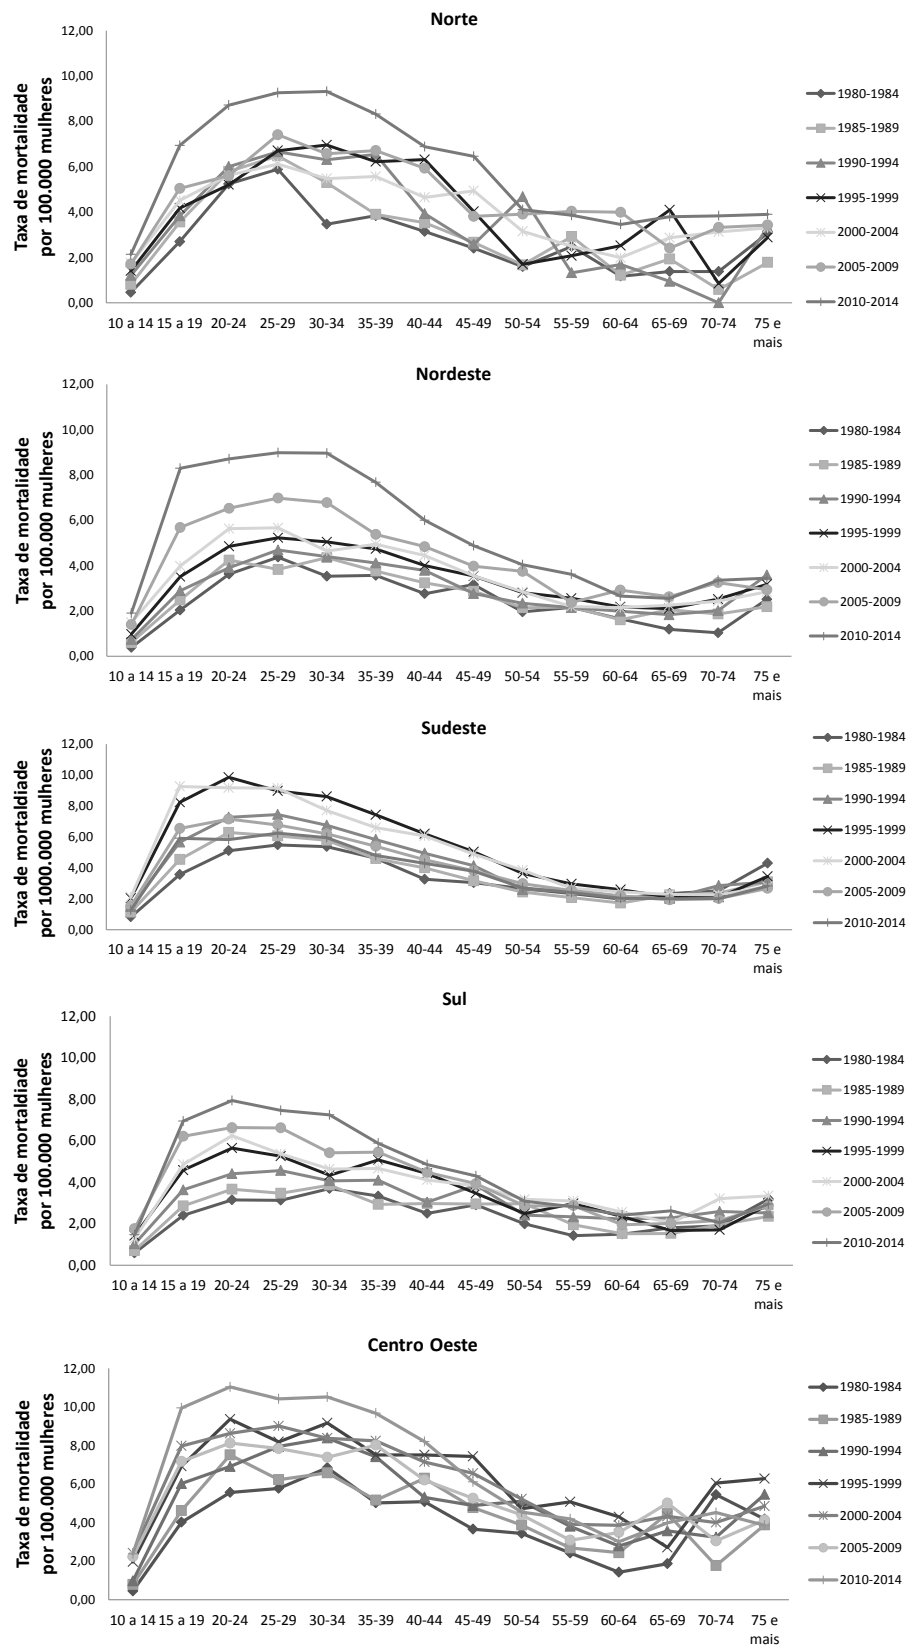 Norte
Taxa de mortalidade
por 100.000 mulheres
12,00
10,00
8,00
6,00
4,00
2,00
0,00
10 a 14 15 a 19 20-24 25-29 30-34 35-39 40-44 45-49 50-54 55-59 60-64 65-69 70-74 75 e
mais
1980-1984
1985-1989
1990-1994
1995-1999
2000-2004
2005-2009
2010-2014
Nordeste
Taxa de mortalidade
por 100.000 mulheres
12,00
10,00
8,00
6,00
4,00
2,00
0,00
10 a 14 15 a 19 20-24 25-29 30-34 35-39 40-44 45-49 50-54 55-59 60-64 65-69 70-74 75 e
mais
1980-1984
1985-1989
1990-1994
1995-1999
2000-2004
2005-2009
2010-2014
Sudeste
Taxa de mortaldiade
por 1000.000 mulheres
12,00
10,00
8,00
6,00
4,00
2,00
0,00
10 a 14 15 a 19 20-24 25-29 30-34 35-39 40-44 45-49 50-54 55-59 60-64 65-69 70-74 75 e
mais
1980-1984
1985-1989
1990-1994
1995-1999
2000-2004
2005-2009
2010-2014
Sul
Taxa de mortaldiade
por 100.000 mulheres
12,00
10,00
8,00
6,00
4,00
2,00
0,00
10 a 14 15 a 19 20-24 25-29 30-34 35-39 40-44 45-49 50-54 55-59 60-64 65-69 70-74 75 e
mais
1980-1984
1985-1989
1990-1994
1995-1999
2000-2004
2005-2009
2010-2014
Centro Oeste
Taxa de mortalidade
por 100.000 mulheres
12,00
10,00
8,00
6,00
4,00
2,00
0,00
10 a 14 15 a 19 20-24 25-29 30-34 35-39 40-44 45-49 50-54 55-59 60-64 65-69 70-74 75 e
mais
1980-1984
1985-1989
1990-1994
1995-1999
2000-2004
2005-2009
2010-2014